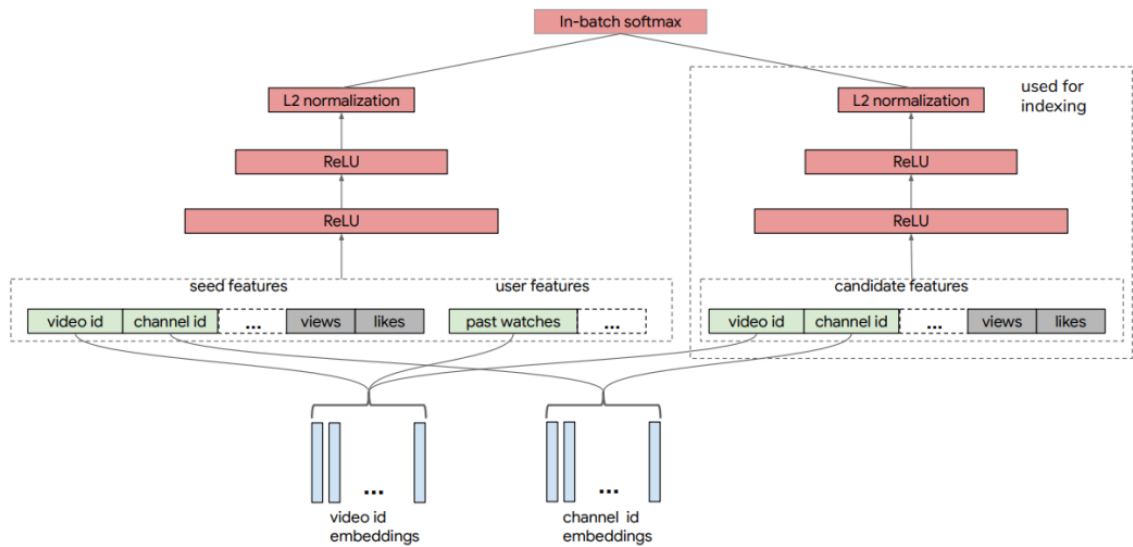 In-batch softmax
L2 normalization
L2 normalization
used for
indexing
ReLU
ReLU
ReLU
ReLU
seed features
user features
candidate features
video id
channel id
...
views
likes
past watches
...
video id
channel id
...
views
likes
...
...
video id
embeddings
channel id
embeddings